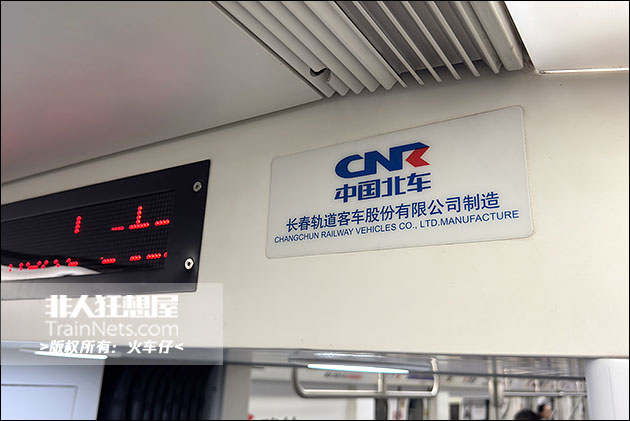 CNR
中国北车
长春轨道客车股份有限公司制造
CHANGCHUN RAILWAY VEHICLES CO., LTD.MANUFACTURE
非人狂想屋
TrainNets.com
>版权所有：火车仔<